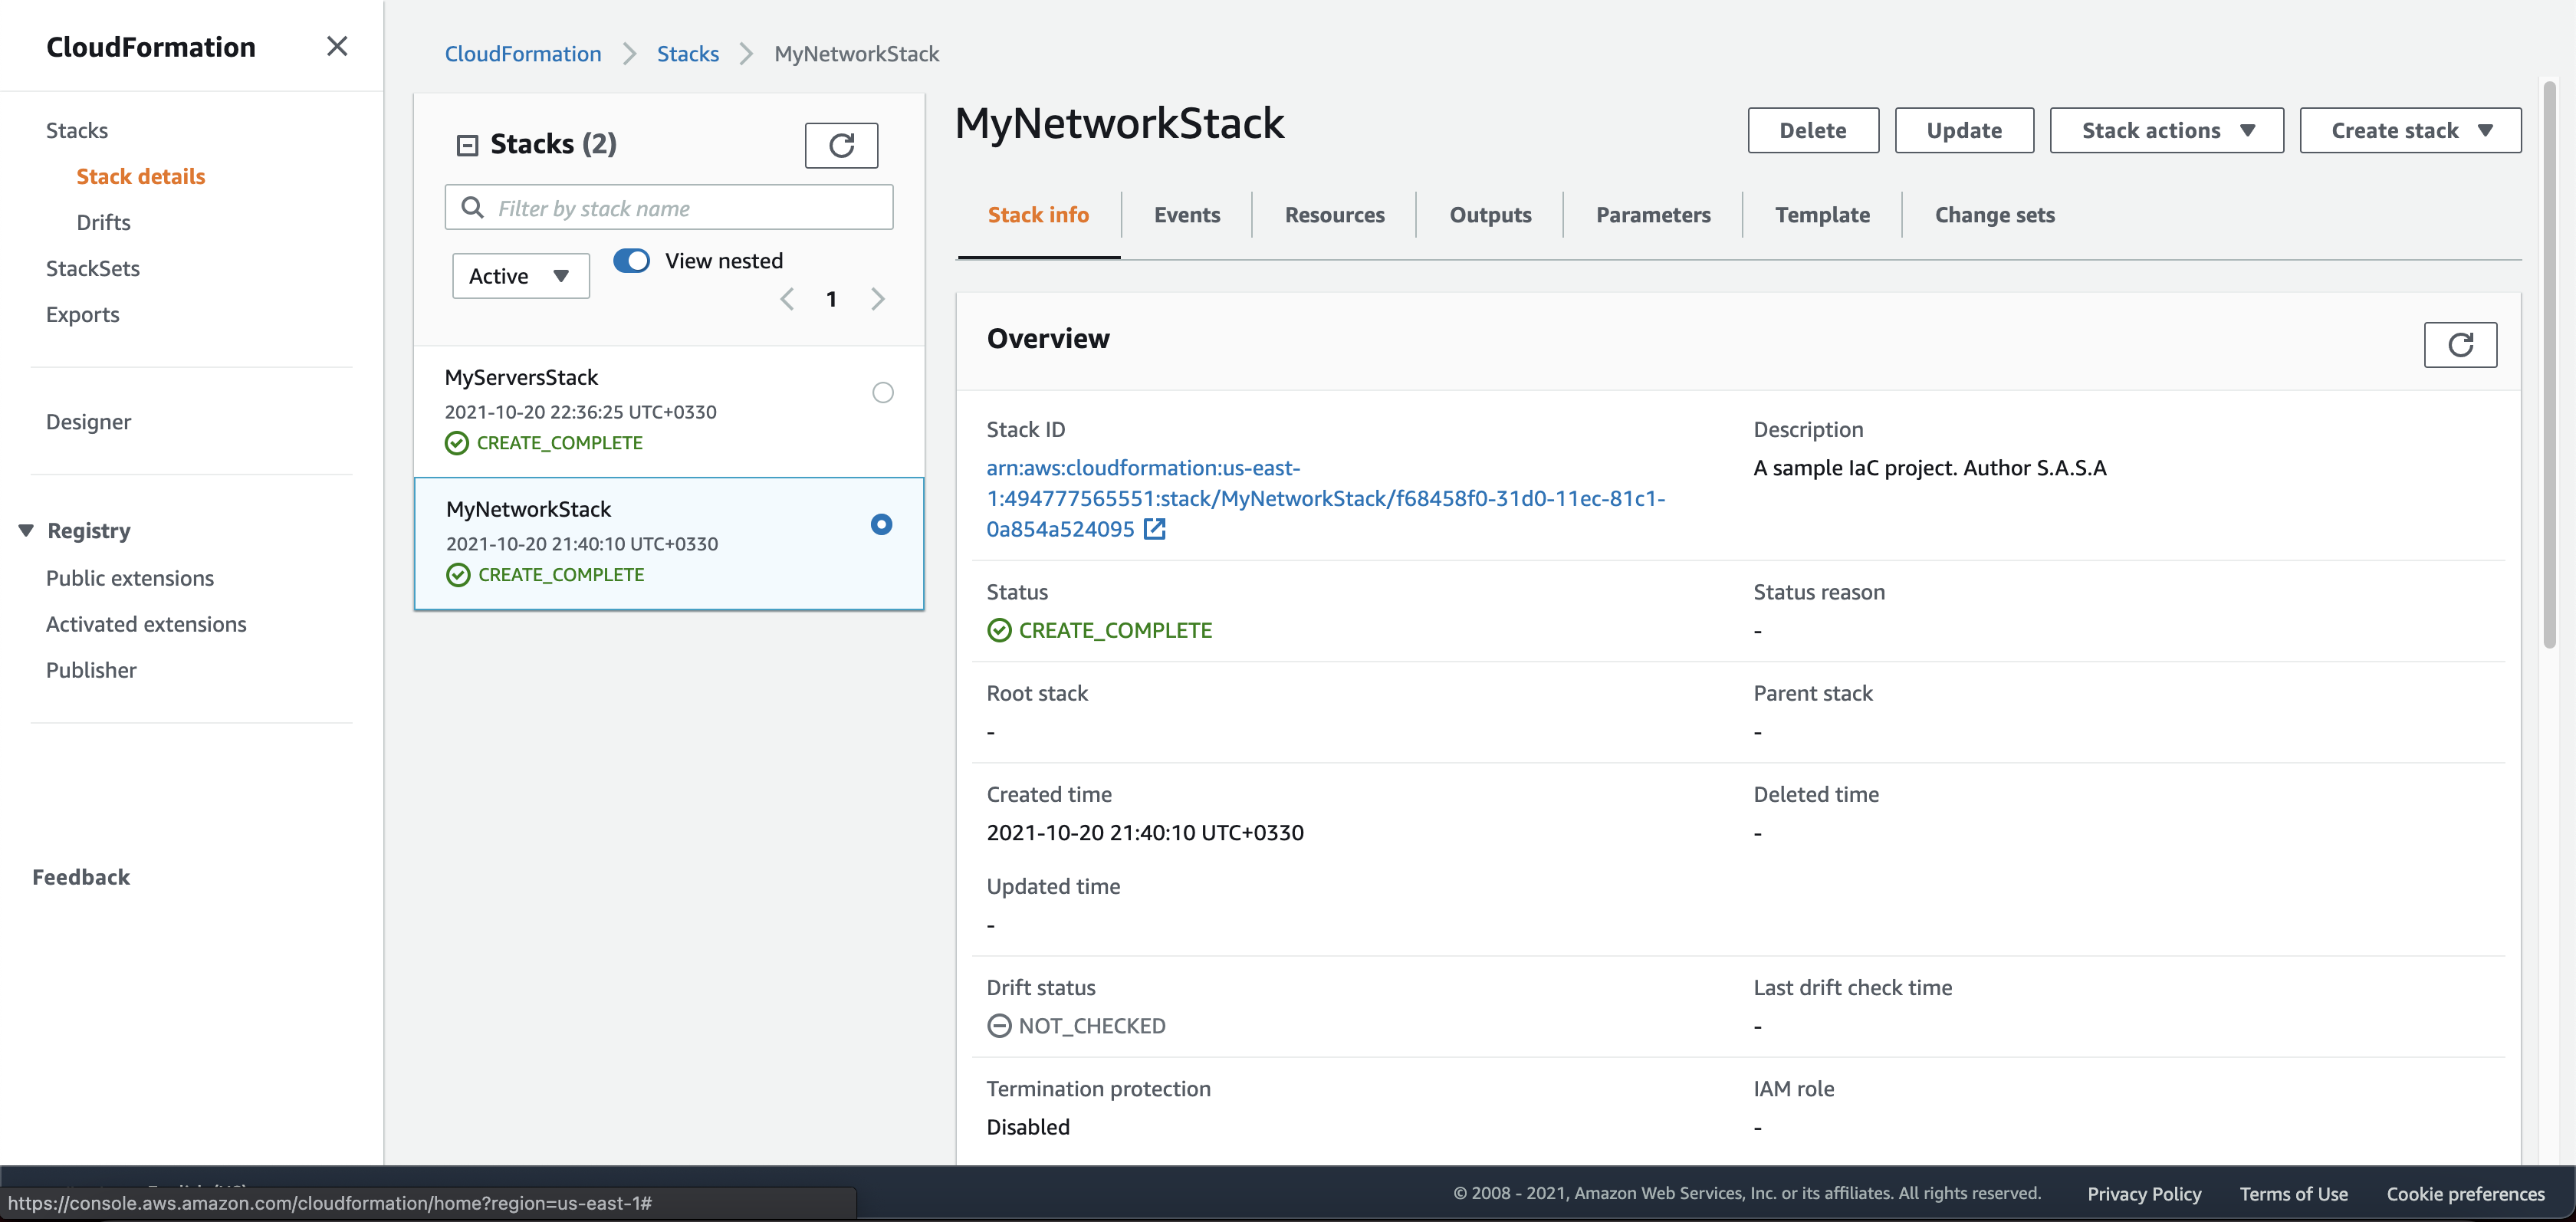 CloudFormation
Stacks
Stack details
Drifts
StackSets
Exports
Designer
Registry
Public extensions
Activated extensions
Publisher
Feedback
CloudFormation Stacks MyNetworkStack
Stacks (2)
Filter by stack name
Active
View nested
1
MyServersStack
2021-10-20 22:36:25 UTC+0330
CREATE_COMPLETE
MyNetworkStack
2021-10-20 21:40:10 UTC+0330
CREATE_COMPLETE
MyNetworkStack
Delete Update Stack actions Create stack
Stack info Events Resources Outputs Parameters Template Change sets
Overview
Stack ID
arn:aws:cloudformation:us-east-
1:494777565551:stack/MyNetworkStack/f68458f0-31d0-11ec-81c1-
0a854a524095
Description
A sample IaC project. Author S.A.S.A
Status
CREATE_COMPLETE
Status reason
-
Root stack
-
Parent stack
-
Created time
2021-10-20 21:40:10 UTC+0330
Deleted time
-
Updated time
-
Drift status
NOT_CHECKED
Last drift check time
-
Termination protection
Disabled
IAM role
-
https://console.aws.amazon.com/cloudformation/home?region=us-east-1#
© 2008 - 2021, Amazon Web Services, Inc. or its affiliates. All rights reserved. Privacy Policy Terms of Use Cookie preferences